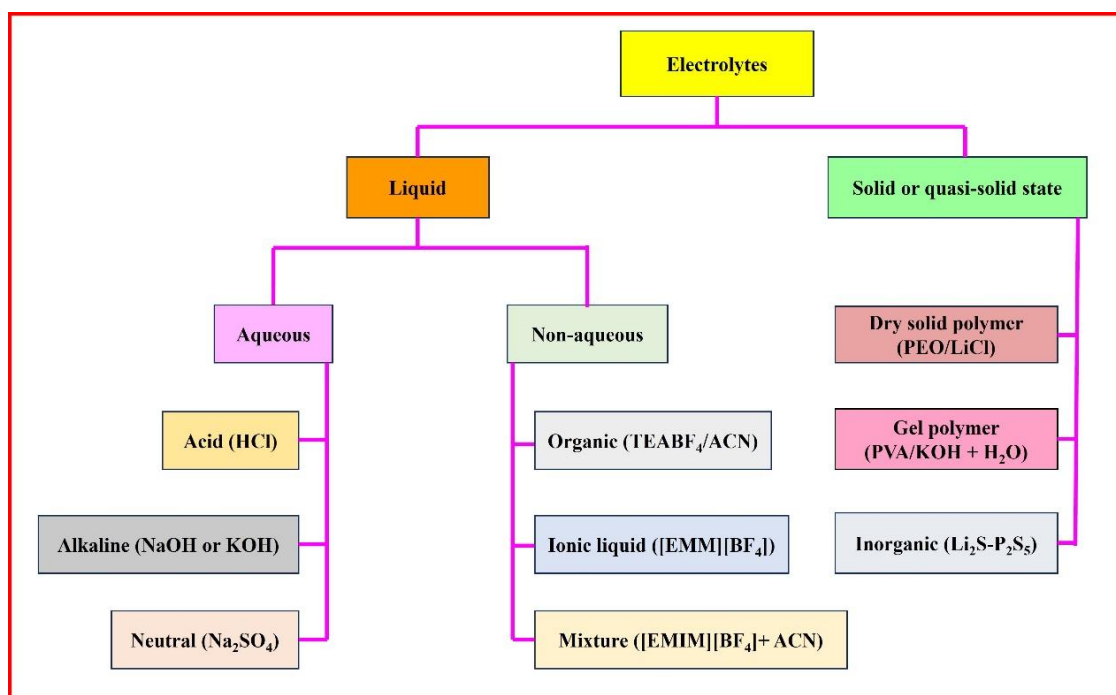 Electrolytes
Liquid
Solid or quasi-solid state
Aqueous
Non-aqueous
Dry solid polymer
(PEO/LiCl)
Acid (HCl)
Organic (TEABF₄/ACN)
Gel polymer
(PVA/KOH + H₂O)
Alkaline (NaOH or KOH)
Ionic liquid ([EMM][BF₄])
Inorganic (Li₂S-P₂S₅)
Neutral (Na₂SO₄)
Mixture ([EMIM][BF₄]+ ACN)